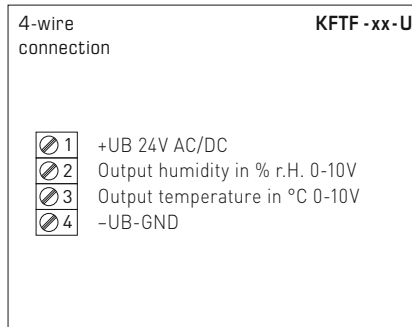 4-wire KFTF-xx-U
connection
1 +UB 24V AC/DC
2 Output humidity in % r.H. 0-10V
3 Output temperature in °C 0-10V
4 –UB-GND